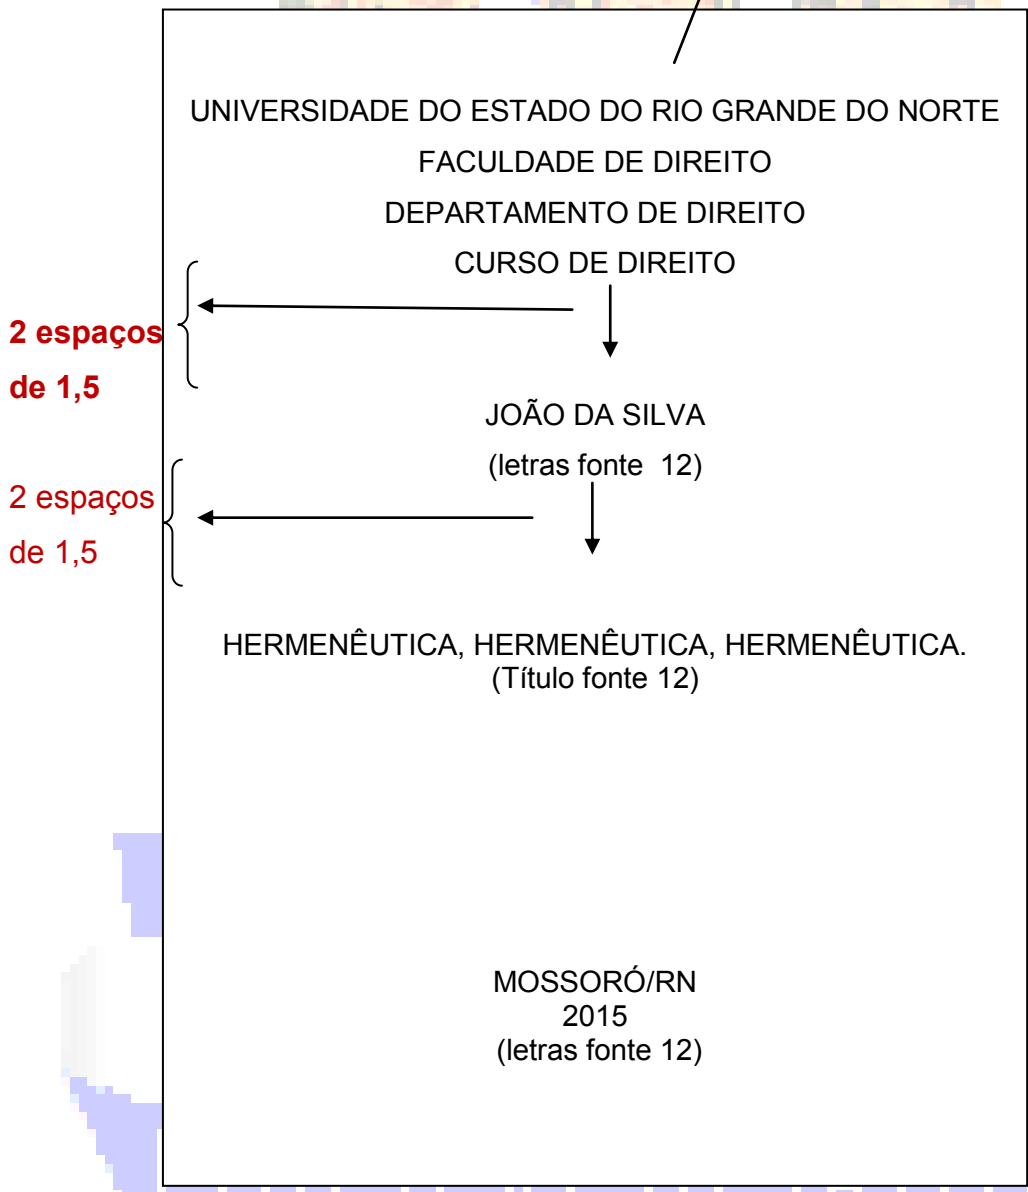 UNIVERSIDADE DO ESTADO DO RIO GRANDE DO NORTE
FACULDADE DE DIREITO
DEPARTAMENTO DE DIREITO
CURSO DE DIREITO
2 espaços
de 1,5
JOÃO DA SILVA
(letras fonte 12)
2 espaços
de 1,5
HERMENÊUTICA, HERMENÊUTICA, HERMENÊUTICA.
(Título fonte 12)
MOSSORÓ/RN
2015
(letras fonte 12)